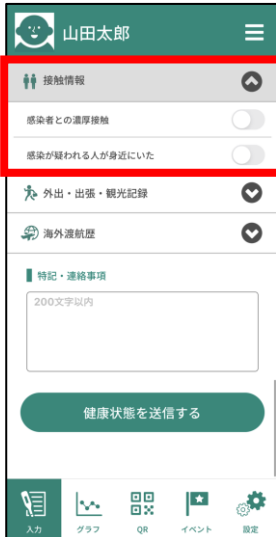 山田太郎
接触情報
感染者との濃厚接触
感染が疑われる人が身近にいた
外出・出張・観光記録
海外渡航歴
特記・連絡事項
200文字以内
健康状態を送信する
入力 グラフ QR イベント 設定